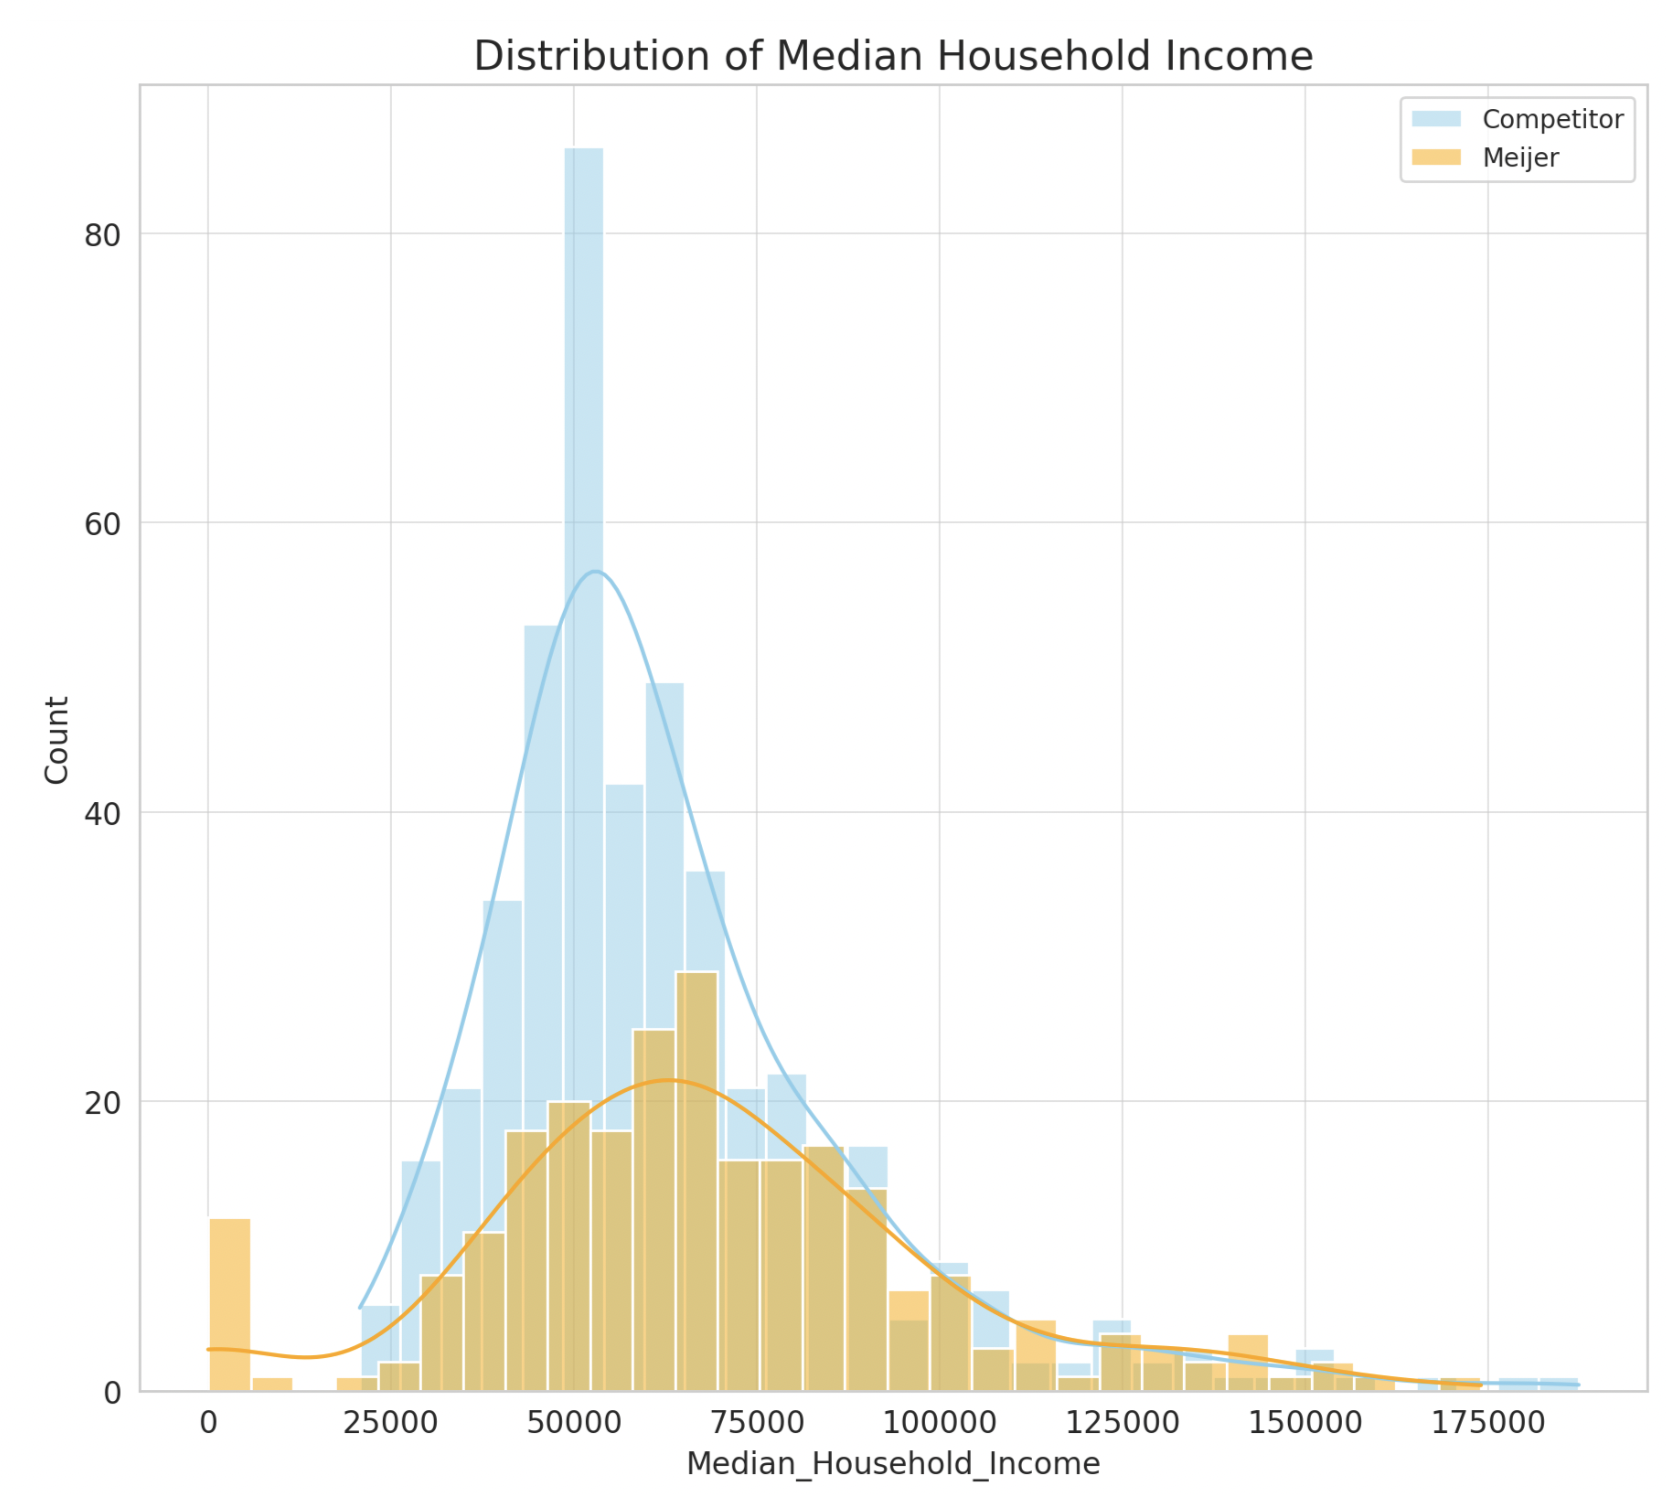 Distribution of Median Household Income
Competitor
Meijer
Count
80
60
40
20
0
0 25000 50000 75000 100000 125000 150000 175000
Median_Household_Income